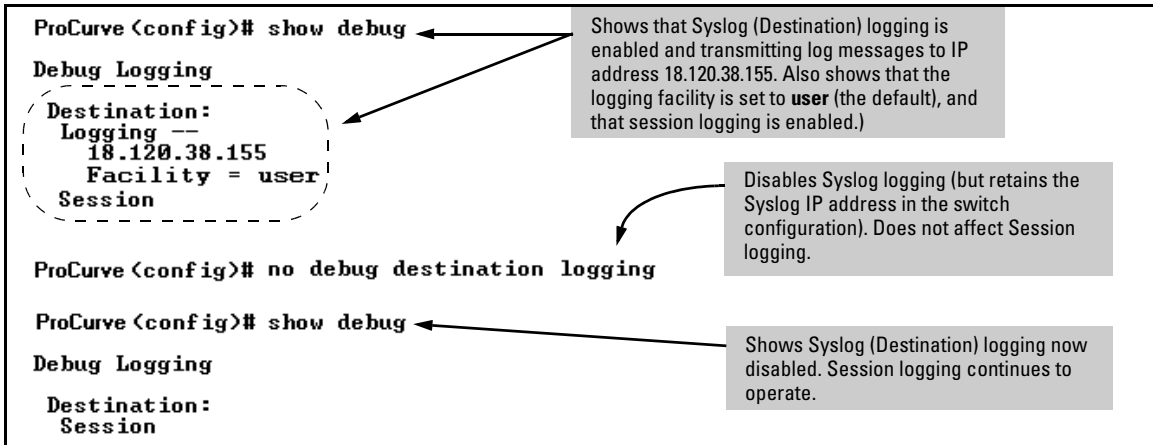 ProCurve (config)# show debug
Shows that Syslog (Destination) logging is
enabled and transmitting log messages to IP
address 18.120.38.155. Also shows that the
logging facility is set to user (the default), and
that session logging is enabled.)
Debug Logging
Destination:
Logging --
18.120.38.155
Facility = user
Session
Disables Syslog logging (but retains the
Syslog IP address in the switch
configuration). Does not affect Session
logging.
ProCurve (config)# no debug destination logging
ProCurve (config)# show debug
Shows Syslog (Destination) logging now
disabled. Session logging continues to
operate.
Debug Logging
Destination:
Session